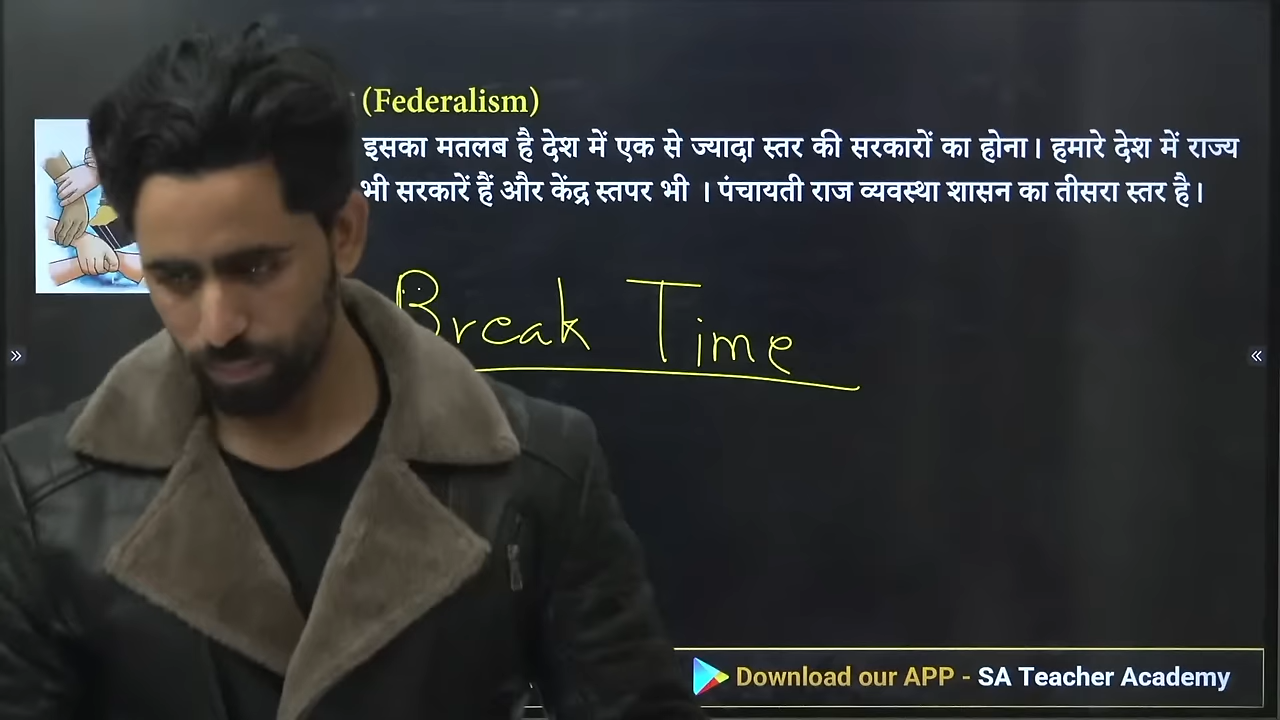 (Federalism)
इसका मतलब है देश में एक से ज्यादा स्तर की सरकारों का होना। हमारे देश में राज्य
भी सरकारें हैं और केंद्र स्तपर भी । पंचायती राज व्यवस्था शासन का तीसरा स्तर है।
Break Time
»
«
Download our APP - SA Teacher Academy